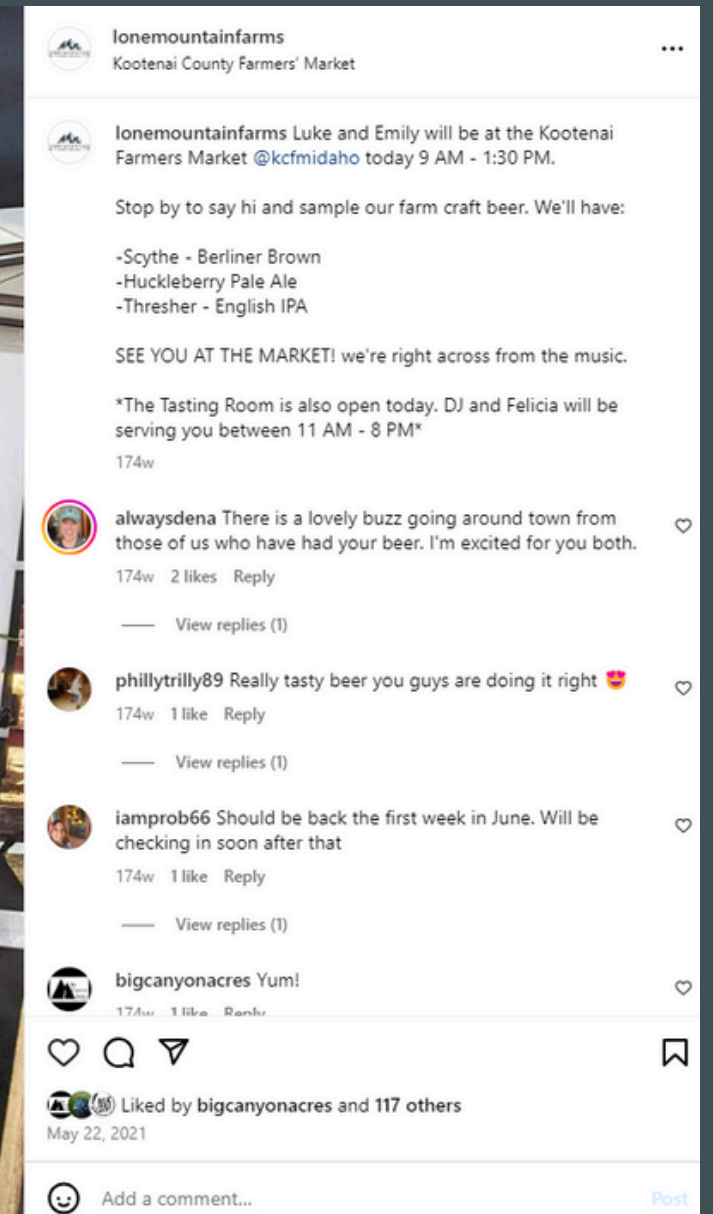 lonemountainfarms
Kootenai County Farmers' Market
lonemountainfarms Luke and Emily will be at the Kootenai
Farmers Market @kcfmidaho today 9 AM - 1:30 PM.
Stop by to say hi and sample our farm craft beer. We'll have:
-Scythe - Berliner Brown
-Huckleberry Pale Ale
-Thresher - English IPA
SEE YOU AT THE MARKET! we're right across from the music.
*The Tasting Room is also open today. DJ and Felicia will be
serving you between 11 AM - 8 PM*
174w
alwaysdena There is a lovely buzz going around town from
those of us who have had your beer. I'm excited for you both.
174w 2 likes Reply
View replies (1)
phillytrilly89 Really tasty beer you guys are doing it right 😍
174w 1 like Reply
View replies (1)
iamprob66 Should be back the first week in June. Will be
checking in soon after that
174w 1 like Reply
View replies (1)
bigcanyonacres Yum!
174w 1 like Reply
Liked by bigcanyonacres and 117 others
May 22, 2021
Add a comment...
Post